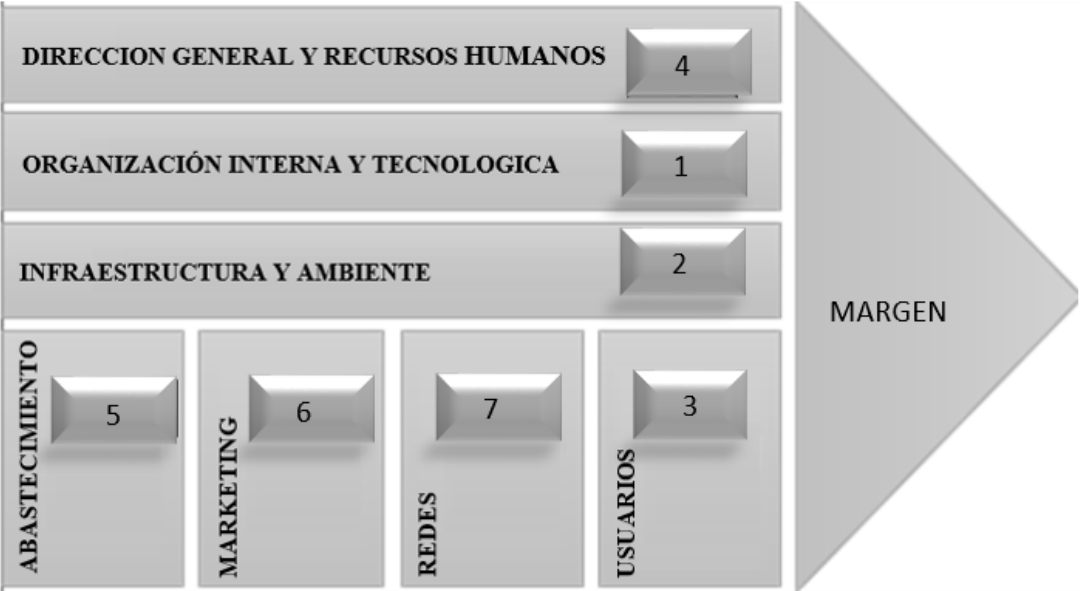 DIRECCION GENERAL Y RECURSOS HUMANOS
4
ORGANIZACIÓN INTERNA Y TECNOLOGICA
1
INFRAESTRUCTURA Y AMBIENTE
2
MARGEN
ABASTECIMIENTO
5
MARKETING
6
REDES
7
USUARIOS
3